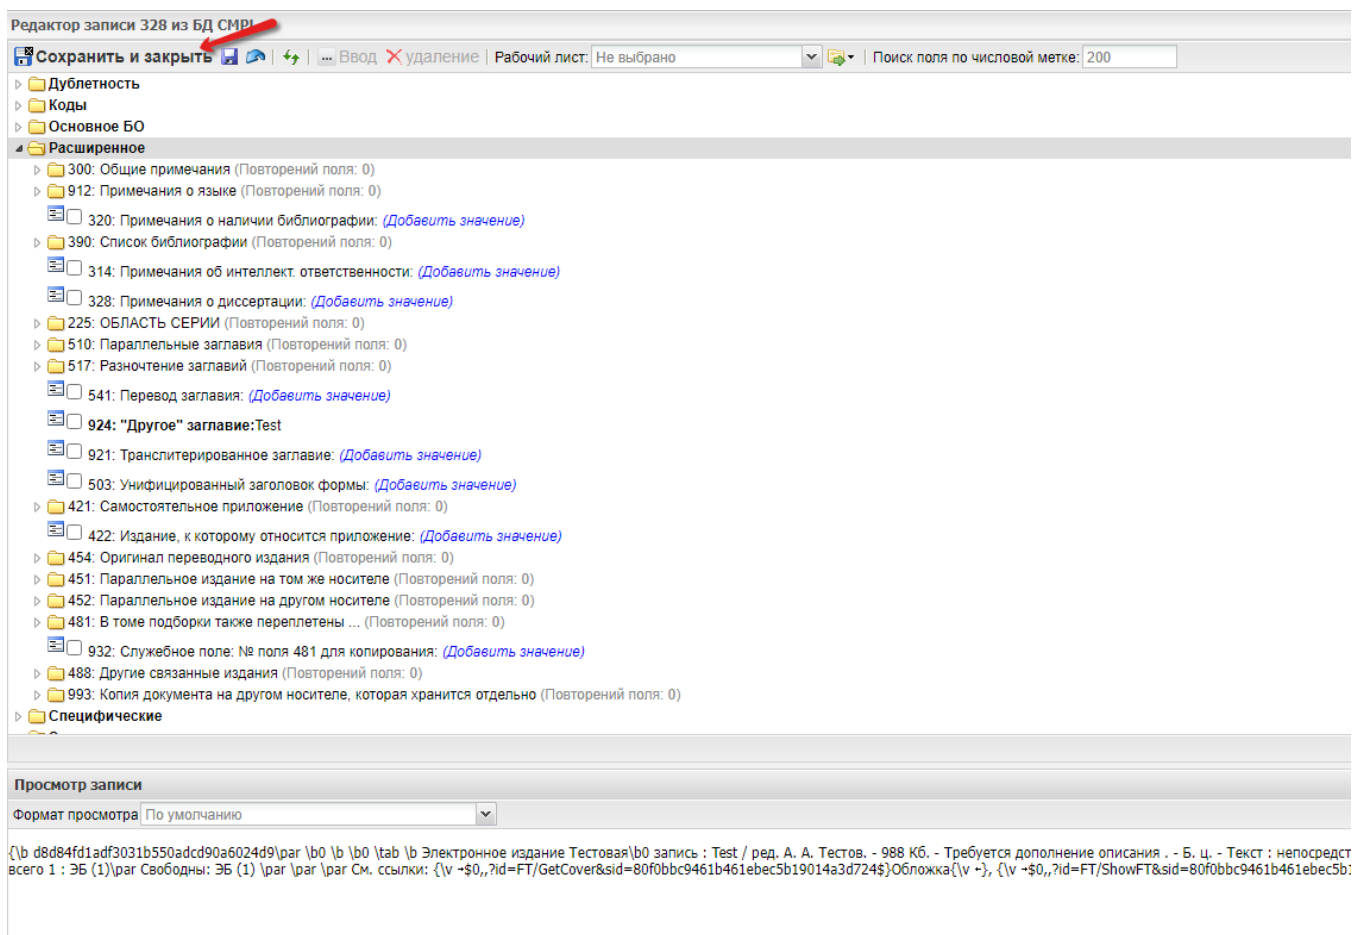 Редактор записи 328 из БД CMPL
Сохранить и закрыть ... Ввод удаление Рабочий лист: Не выбрано Поиск поля по числовой метке: 200
Дублетность
Коды
Основное БО
Расширенное
300: Общие примечания (Повторений поля: 0)
912: Примечания о языке (Повторений поля: 0)
320: Примечания о наличии библиографии: (Добавить значение)
390: Список библиографии (Повторений поля: 0)
314: Примечания об интеллект. ответственности: (Добавить значение)
328: Примечания о диссертации: (Добавить значение)
225: ОБЛАСТЬ СЕРИИ (Повторений поля: 0)
510: Параллельные заглавия (Повторений поля: 0)
517: Разночтение заглавий (Повторений поля: 0)
541: Перевод заглавия: (Добавить значение)
924: "Другое" заглавие:Test
921: Транслитерированное заглавие: (Добавить значение)
503: Унифицированный заголовок формы: (Добавить значение)
421: Самостоятельное приложение (Повторений поля: 0)
422: Издание, к которому относится приложение: (Добавить значение)
454: Оригинал переводного издания (Повторений поля: 0)
451: Параллельное издание на том же носителе (Повторений поля: 0)
452: Параллельное издание на другом носителе (Повторений поля: 0)
481: В томе подборки также переплетены ... (Повторений поля: 0)
932: Служебное поле: № поля 481 для копирования: (Добавить значение)
488: Другие связанные издания (Повторений поля: 0)
993: Копия документа на другом носителе, которая хранится отдельно (Повторений поля: 0)
Специфические
Просмотр записи
Формат просмотра По умолчанию
{\b d8d84fd1adf3031b550adcd90a6024d9\par \b0 \b \b0 \tab \b Электронное издание Тестовая\b0 запись : Test / ред. А. А. Тестов. - 988 Кб. - Требуется дополнение описания . - Б. ц. - Текст : непосредст
всего 1 : ЭБ (1)\par Свободны: ЭБ (1) \par \par \par См. ссылки: {\v ➝$0,,?id=FT/GetCover&sid=80f0bbc9461b461ebec5b19014a3d724$}Обложка{\v ←}, {\v ➝$0,,?id=FT/ShowFT&sid=80f0bbc9461b461ebec5b1